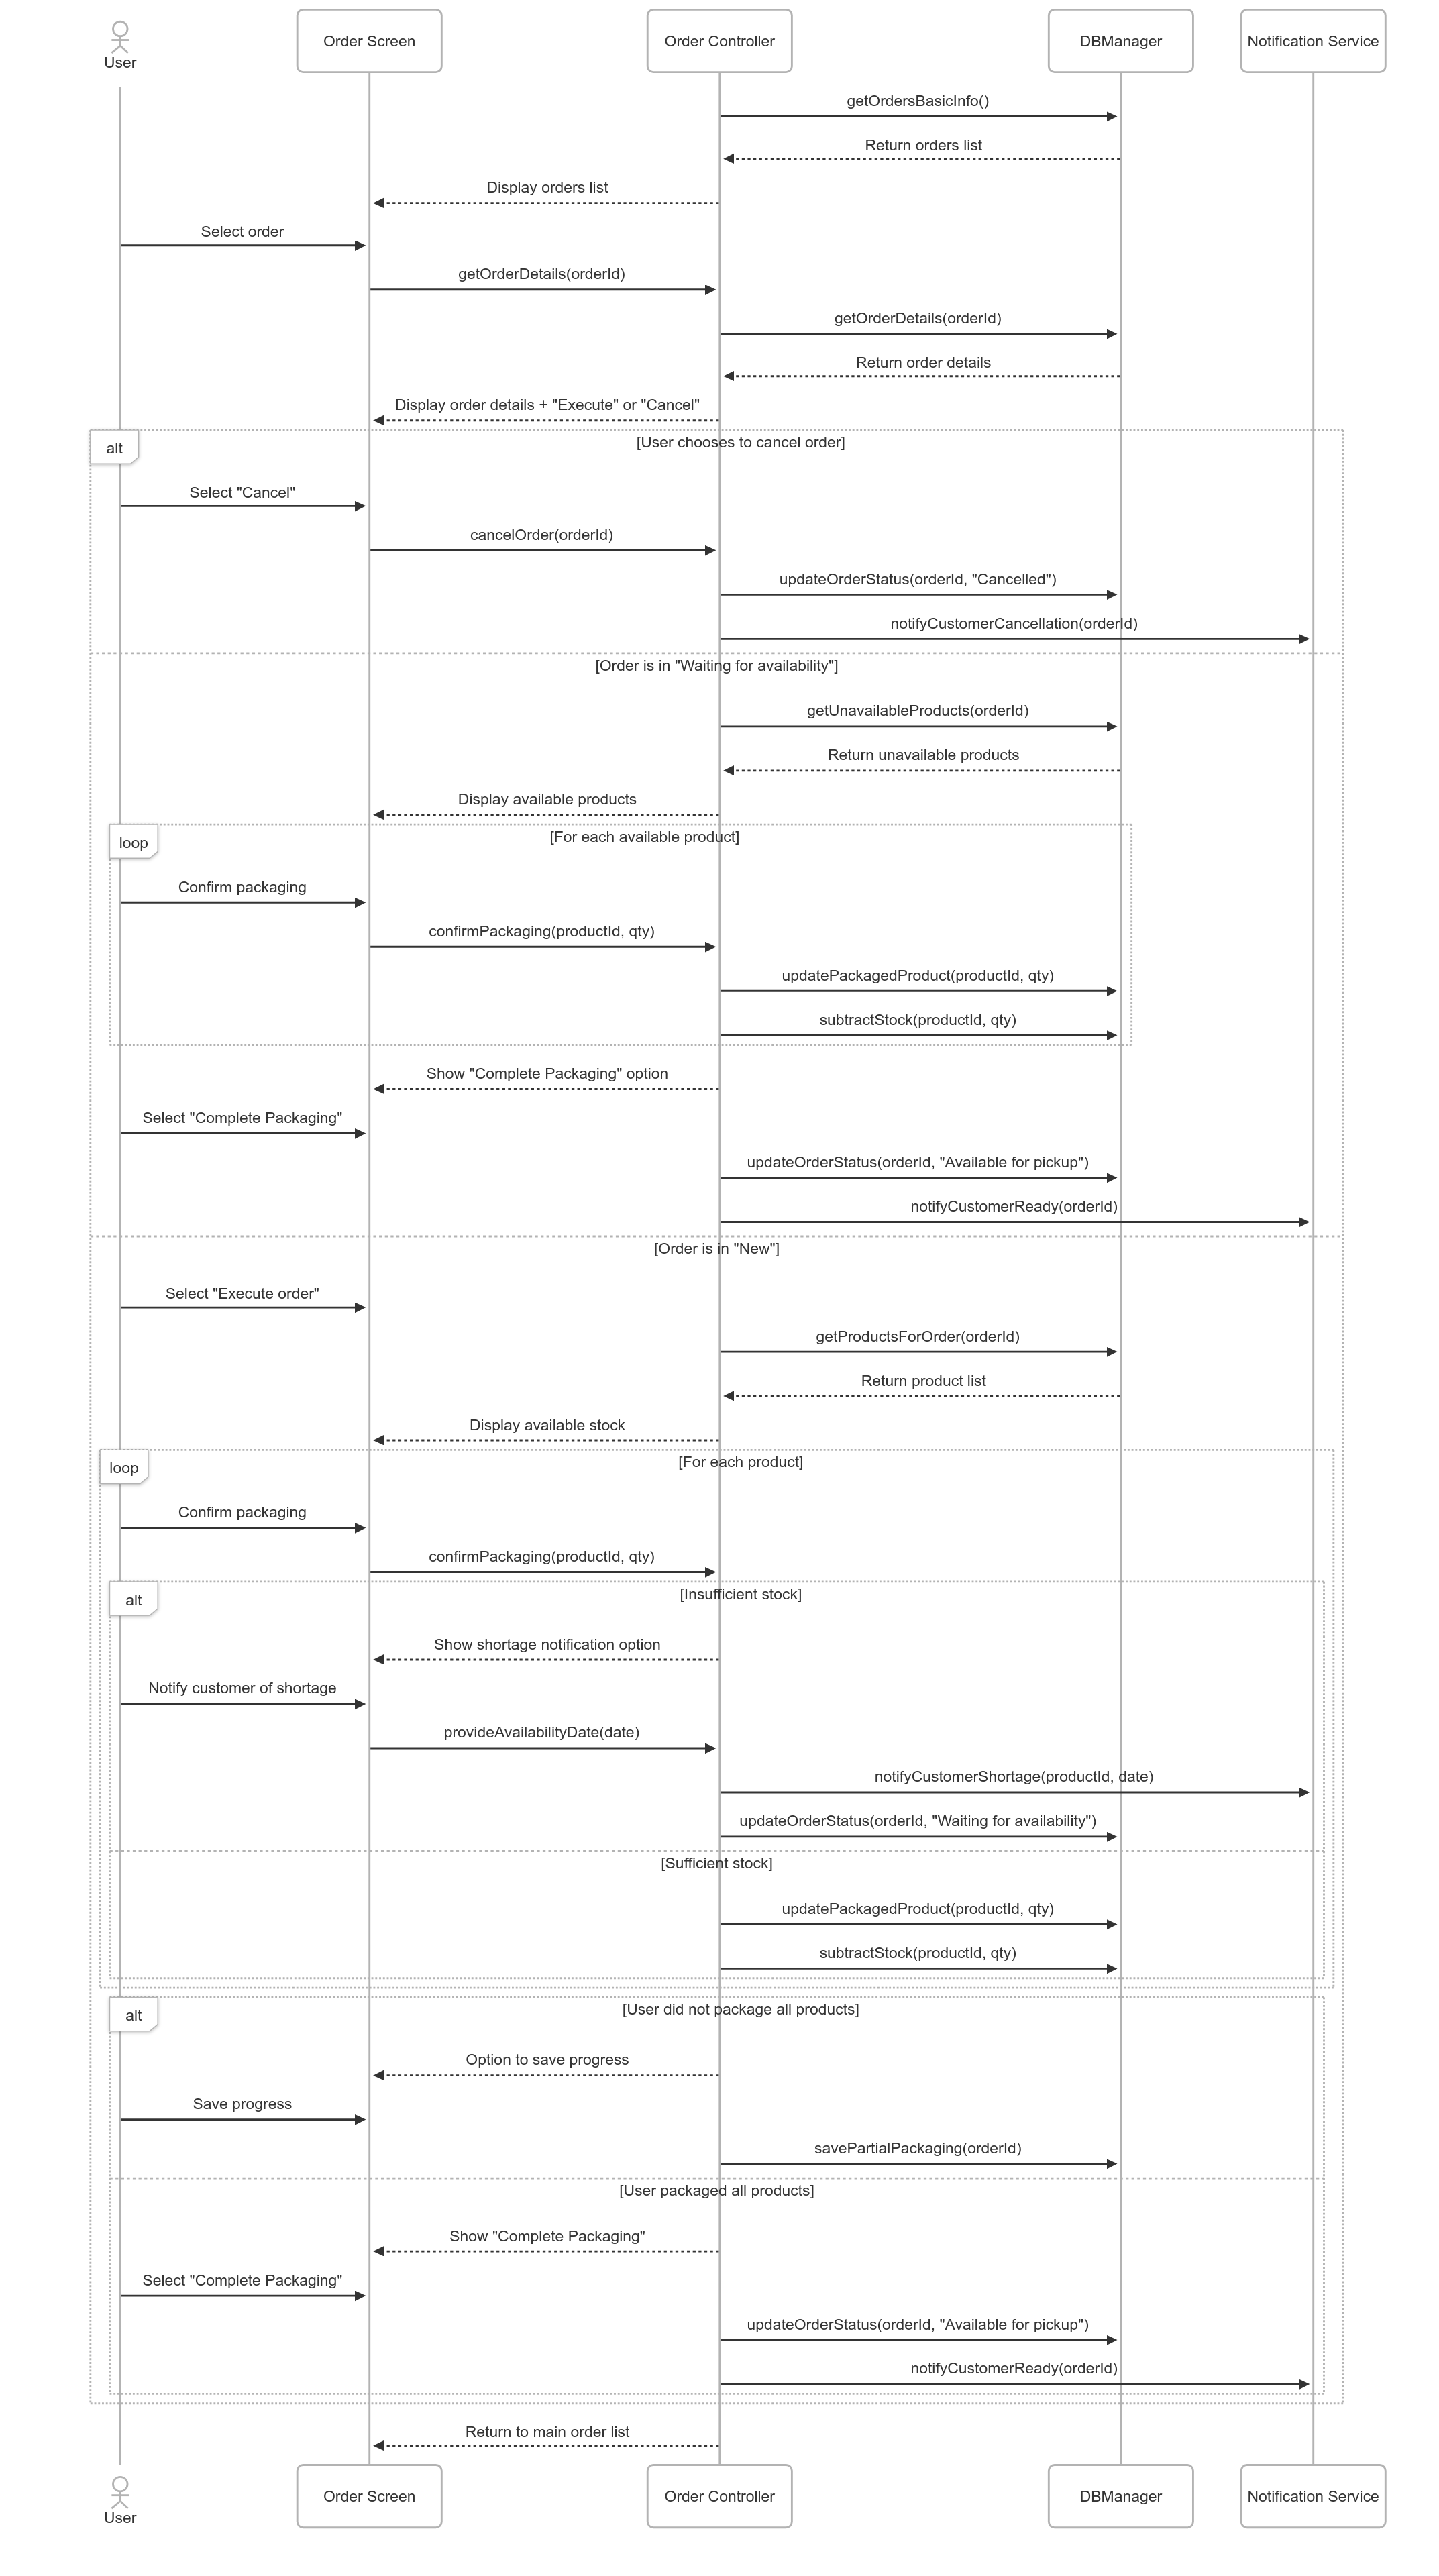 User
Order Screen
Order Controller
DBManager
Notification Service
getOrdersBasicInfo()
Return orders list
Display orders list
Select order
getOrderDetails(orderId)
getOrderDetails(orderId)
Return order details
Display order details + "Execute" or "Cancel"
alt
[User chooses to cancel order]
Select "Cancel"
cancelOrder(orderId)
updateOrderStatus(orderId, "Cancelled")
notifyCustomerCancellation(orderId)
[Order is in "Waiting for availability"]
getUnavailableProducts(orderId)
Return unavailable products
Display available products
loop
[For each available product]
Confirm packaging
confirmPackaging(productId, qty)
updatePackagedProduct(productId, qty)
subtractStock(productId, qty)
Show "Complete Packaging" option
Select "Complete Packaging"
updateOrderStatus(orderId, "Available for pickup")
notifyCustomerReady(orderId)
[Order is in "New"]
Select "Execute order"
getProductsForOrder(orderId)
Return product list
Display available stock
loop
[For each product]
Confirm packaging
confirmPackaging(productId, qty)
alt
[Insufficient stock]
Show shortage notification option
Notify customer of shortage
provideAvailabilityDate(date)
notifyCustomerShortage(productId, date)
updateOrderStatus(orderId, "Waiting for availability")
[Sufficient stock]
updatePackagedProduct(productId, qty)
subtractStock(productId, qty)
alt
[User did not package all products]
Option to save progress
Save progress
savePartialPackaging(orderId)
[User packaged all products]
Show "Complete Packaging"
Select "Complete Packaging"
updateOrderStatus(orderId, "Available for pickup")
notifyCustomerReady(orderId)
Return to main order list
User
Order Screen
Order Controller
DBManager
Notification Service